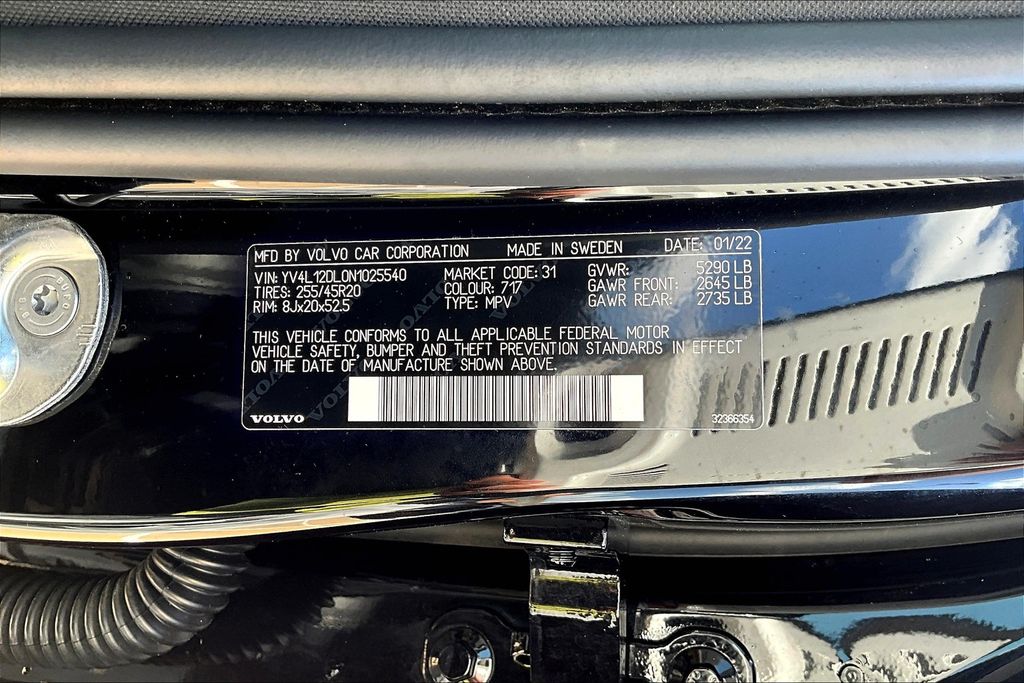 MFD BY VOLVO CAR CORPORATION MADE IN SWEDEN DATE: 01/22
VIN: YV4L12DL0N1025540 MARKET CODE: 31 GVWR: 5290 LB
TIRES: 255/45R20 COLOUR: 717 GAWR FRONT: 2645 LB
RIM: 8Jx20x52.5 TYPE: MPV GAWR REAR: 2735 LB
THIS VEHICLE CONFORMS TO ALL APPLICABLE FEDERAL MOTOR
VEHICLE SAFETY, BUMPER AND THEFT PREVENTION STANDARDS IN EFFECT
ON THE DATE OF MANUFACTURE SHOWN ABOVE.
VOLVO 32366354